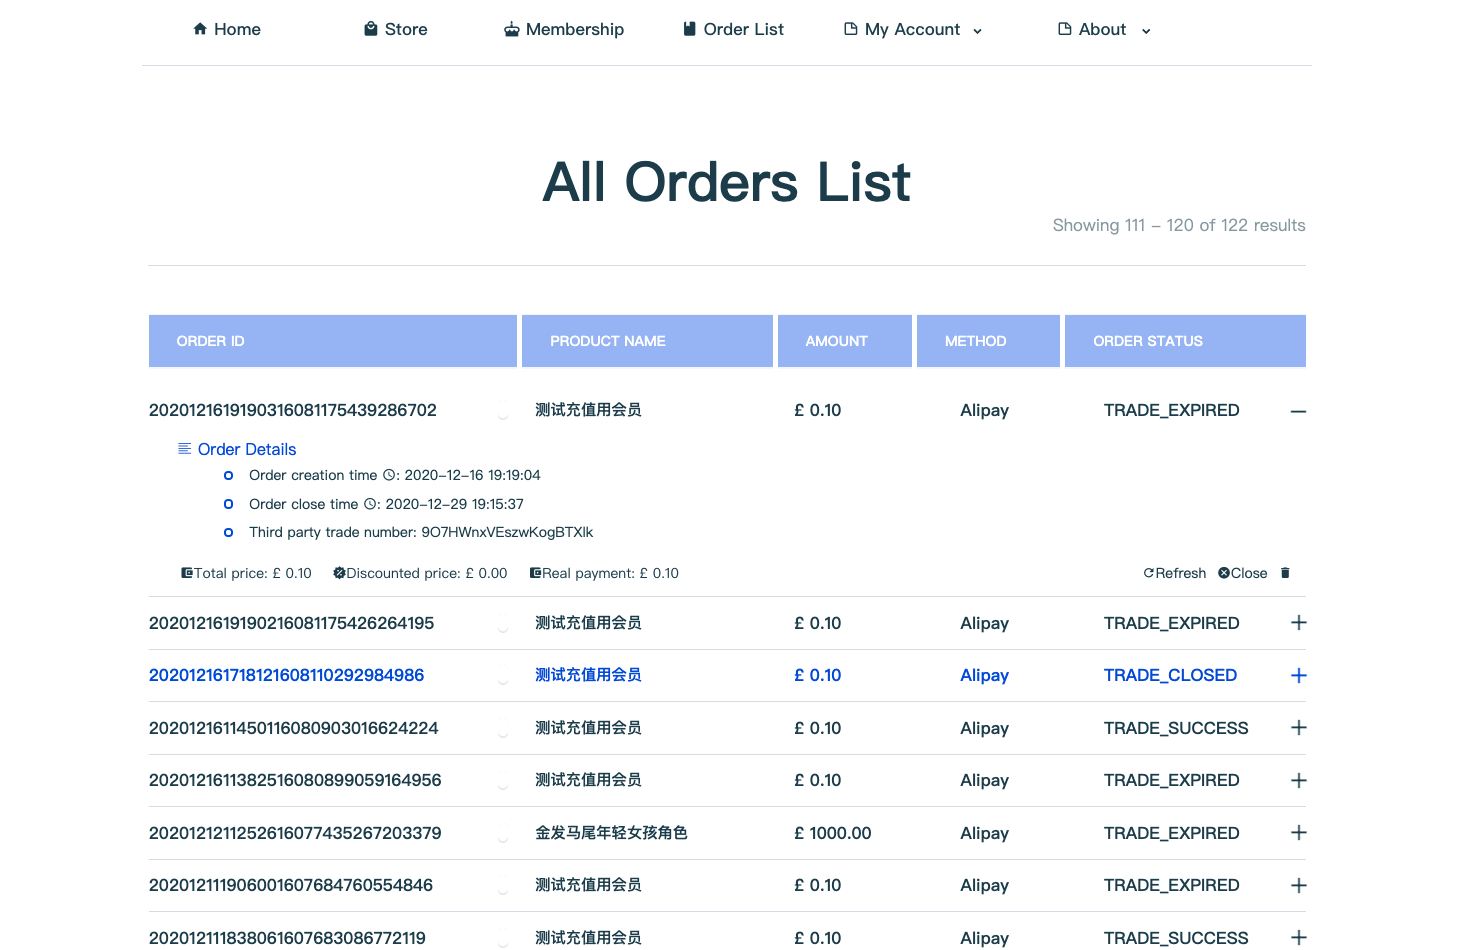 Home Store Membership Order List My Account About
All Orders List
Showing 111 – 120 of 122 results
ORDER ID PRODUCT NAME AMOUNT METHOD ORDER STATUS
2020121619190316081175439286702 测试充值用会员 £ 0.10 Alipay TRADE_EXPIRED
Order Details
Order creation time : 2020-12-16 19:19:04
Order close time : 2020-12-29 19:15:37
Third party trade number: 9O7HWnxVEszwKogBTXlk
Total price: £ 0.10 Discounted price: £ 0.00 Real payment: £ 0.10 Refresh Close
2020121619190216081175426264195 测试充值用会员 £ 0.10 Alipay TRADE_EXPIRED
202012161718121608110292984986 测试充值用会员 £ 0.10 Alipay TRADE_CLOSED
2020121611450116080903016624224 测试充值用会员 £ 0.10 Alipay TRADE_SUCCESS
2020121611382516080899059164956 测试充值用会员 £ 0.10 Alipay TRADE_EXPIRED
2020121211252616077435267203379 金发马尾年轻女孩角色 £ 1000.00 Alipay TRADE_EXPIRED
2020121119060016076847605548​46 测试充值用会员 £ 0.10 Alipay TRADE_EXPIRED
2020121118380616076830867721​19 测试充值用会员 £ 0.10 Alipay TRADE_SUCCESS